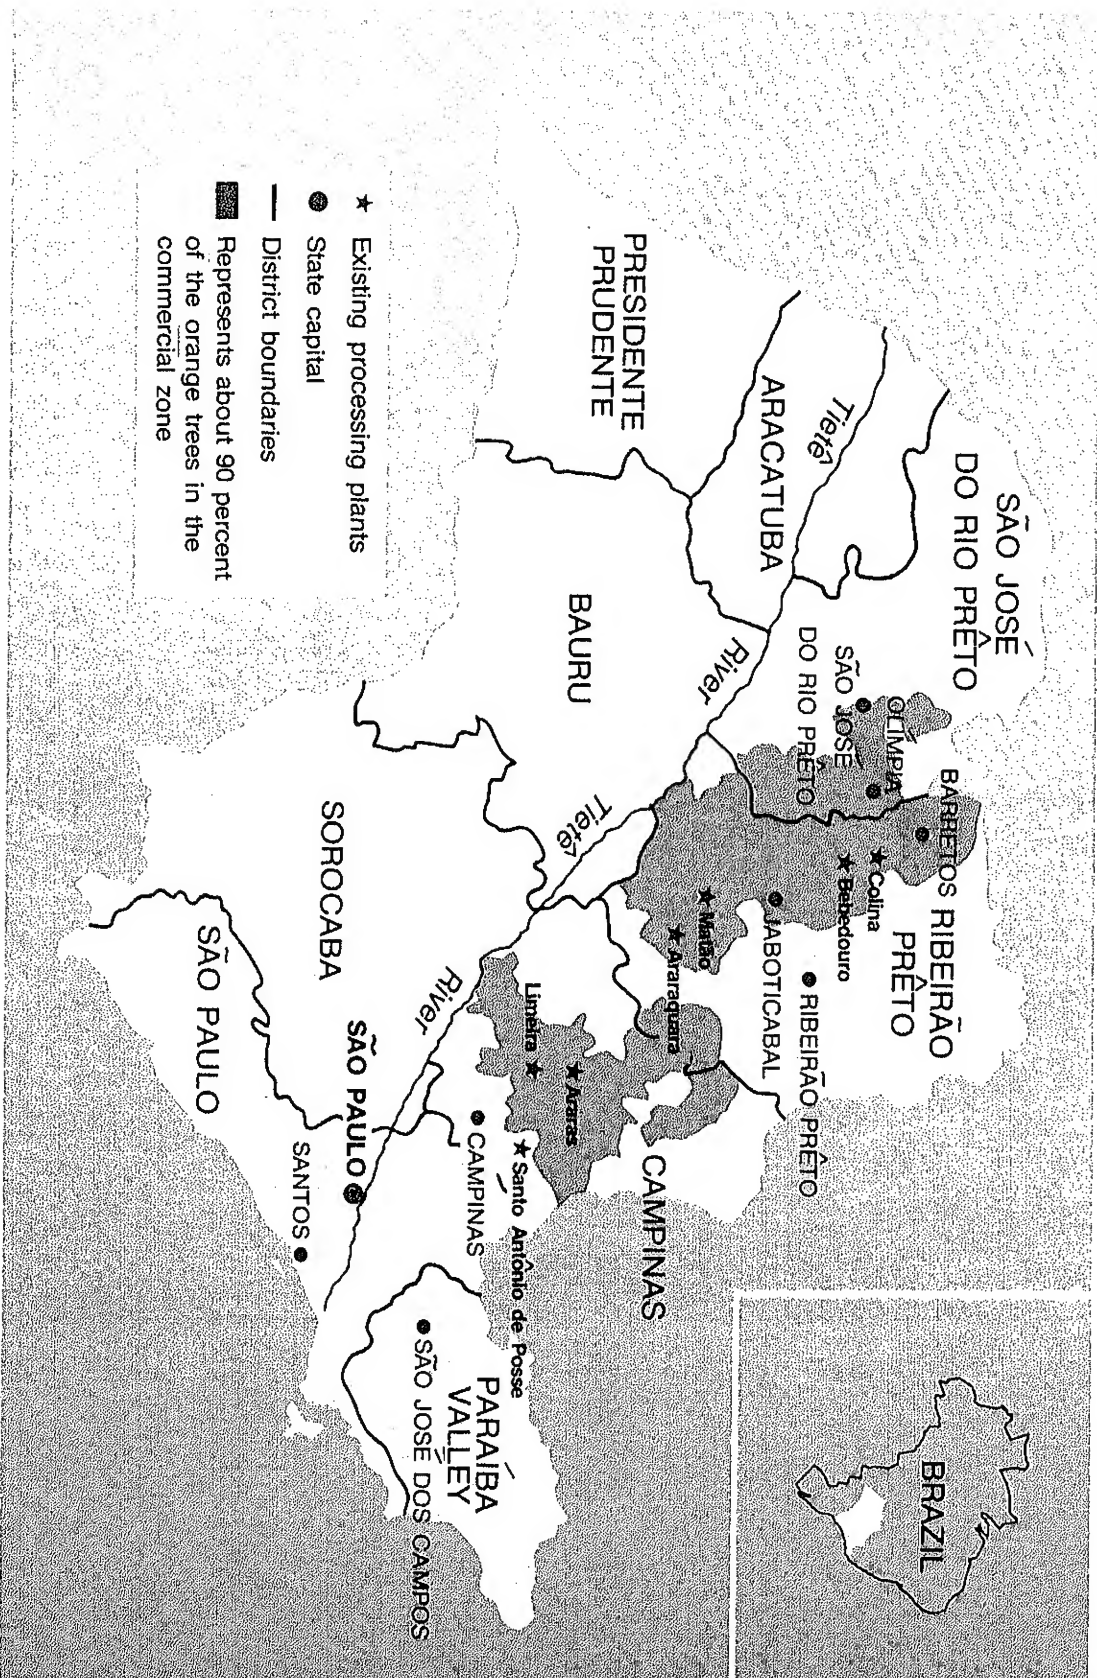 SÃO JOSÉ
DO RIO PRÊTO
Tietê
ARACATUBA
PRESIDENTE
PRUDENTE
BARRETOS
RIBEIRÃO
PRÊTO
OLÍMPIA
SÃO JOSÉ
DO RIO PRÊTO
Colina
Bebedouro
RIBEIRÃO PRÊTO
JABOTICABAL
River
Matão
Araraquara
BAURU
Tietê
CAMPINAS
Araras
Limeira
Santo Antônio de Posse
CAMPINAS
River
SOROCABA
SÃO PAULO
SANTOS
SÃO PAULO
PARAÍBA
VALLEY
SÃO JOSÉ DOS CAMPOS
BRAZIL
Existing processing plants
State capital
District boundaries
Represents about 90 percent
of the orange trees in the
commercial zone